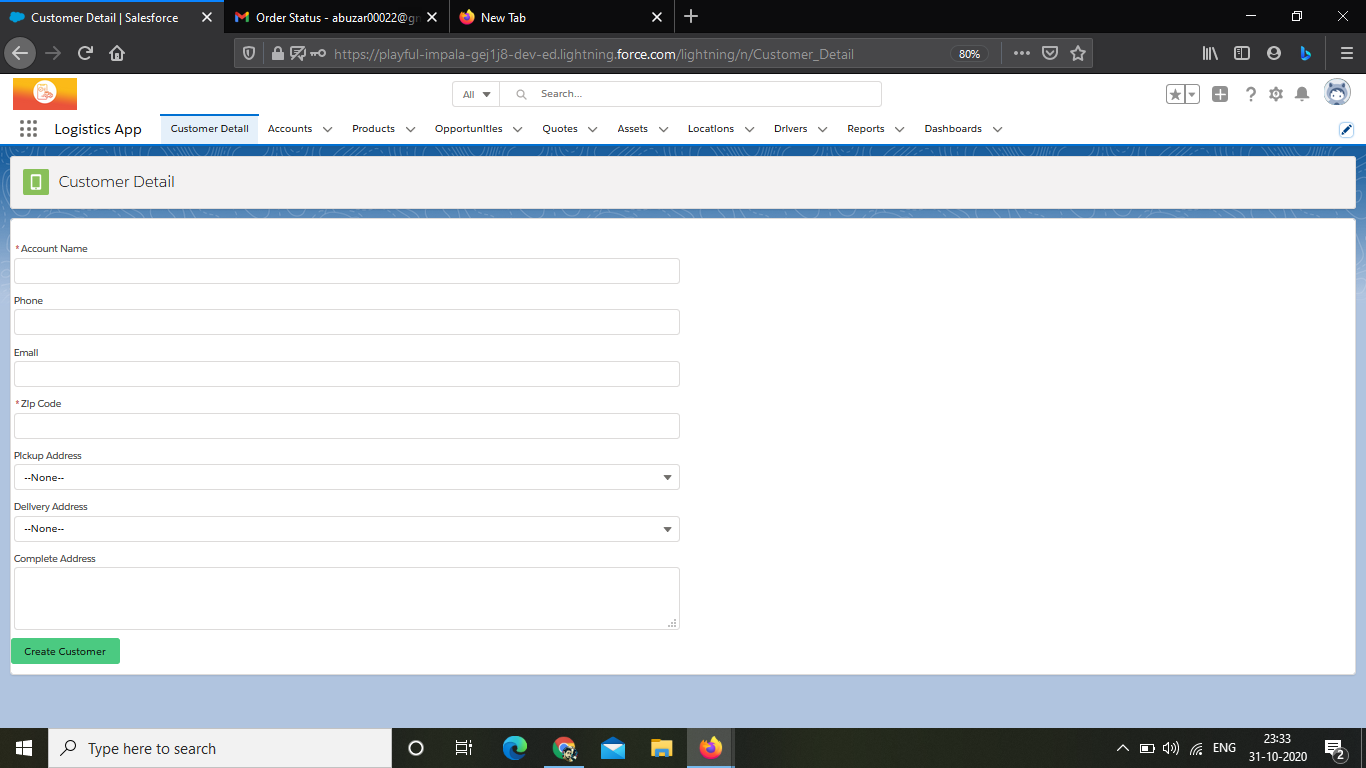 Customer Detail | Salesforce
Order Status - abuzar00022@gr
New Tab
https://playful-impala-gej1j8-dev-ed.lightning.force.com/lightning/n/Customer_Detail
80%
All
Search...
Logistics App
Customer Detail
Accounts
Products
Opportunities
Quotes
Assets
Locations
Drivers
Reports
Dashboards
Customer Detail
*Account Name
Phone
Email
*Zip Code
Pickup Address
--None--
Delivery Address
--None--
Complete Address
Create Customer
Type here to search
ENG
23:33
31-10-2020
2